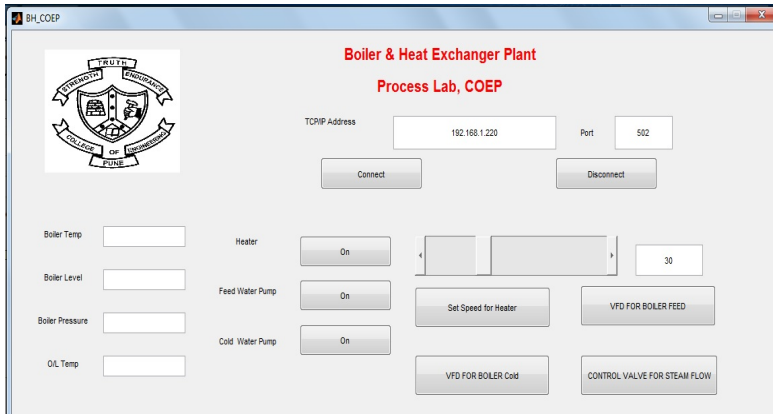 BH_COEP
TRUTH
STRENGTH
ENDURANCE
COLLEGE OF ENGINEERING
PUNE
Boiler & Heat Exchanger Plant
Process Lab, COEP
TCP/IP Address
192.168.1.220
Port
502
Connect
Disconnect
Boiler Temp
Heater
On
30
Boiler Level
Feed Water Pump
On
Set Speed for Heater
VFD FOR BOILER FEED
Boiler Pressure
Cold Water Pump
On
O/L Temp
VFD FOR BOILER Cold
CONTROL VALVE FOR STEAM FLOW